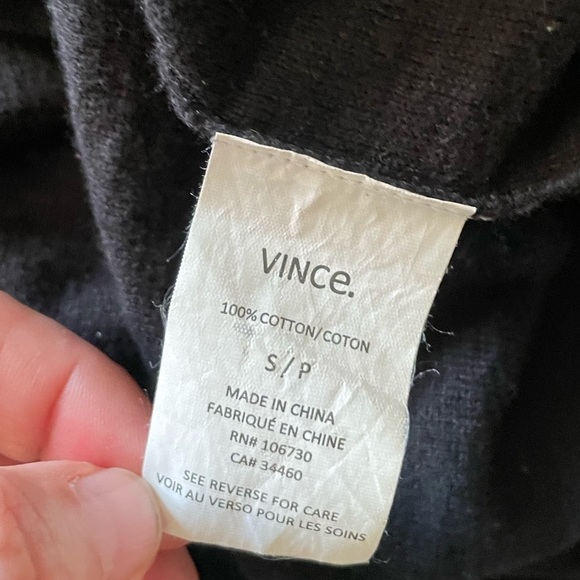 VINCe.
100% COTTON/COTON
S/P
MADE IN CHINA
FABRIQUÉ EN CHINE
RN# 106730
CA# 34460
SEE REVERSE FOR CARE
VOIR AU VERSO POUR LES SOINS